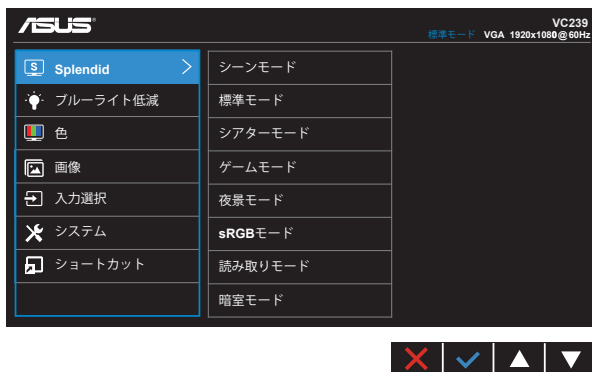 ASUS
VC239
標準モード VGA 1920x1080@60Hz
S Splendid
ブルーライト低減
色
画像
入力選択
システム
ショートカット
シーンモード
標準モード
シアターモード
ゲームモード
夜景モード
sRGBモード
読み取りモード
暗室モード